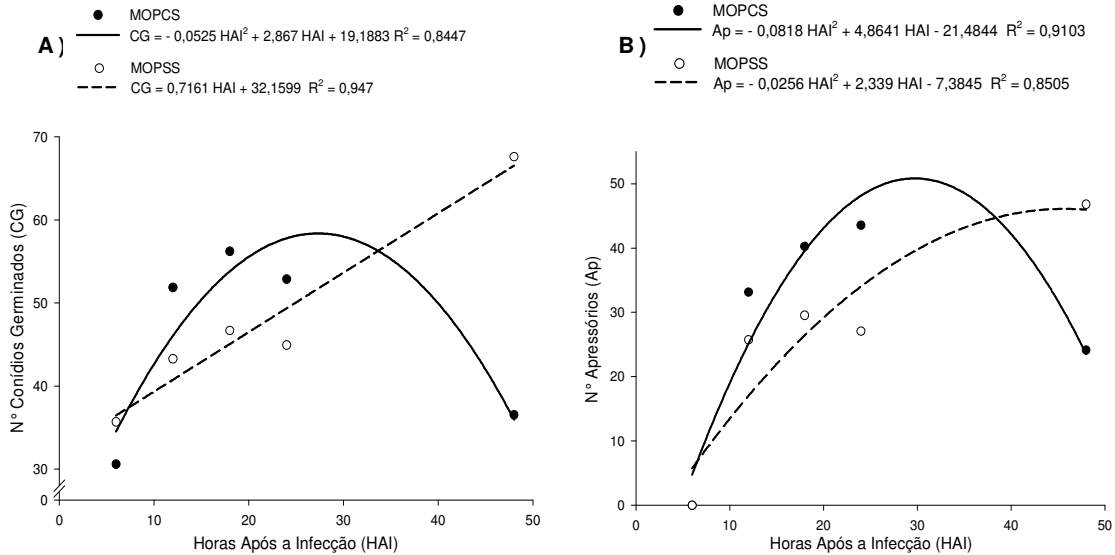 A)
MOPCS
CG = - 0,0525 HAI² + 2,867 HAI + 19,1883 R² = 0,8447
MOPSS
CG = 0,7161 HAI + 32,1599 R² = 0,947
N° Conídios Germinados (CG)
70
60
50
40
30
0
0 10 20 30 40 50
Horas Após a Infecção (HAI)
B)
MOPCS
Ap = - 0,0818 HAI² + 4,8641 HAI - 21,4844 R² = 0,9103
MOPSS
Ap = - 0,0256 HAI² + 2,339 HAI - 7,3845 R² = 0,8505
N° Apressórios (Ap)
50
40
30
20
10
0
0 10 20 30 40 50
Horas Após a Infecção (HAI)